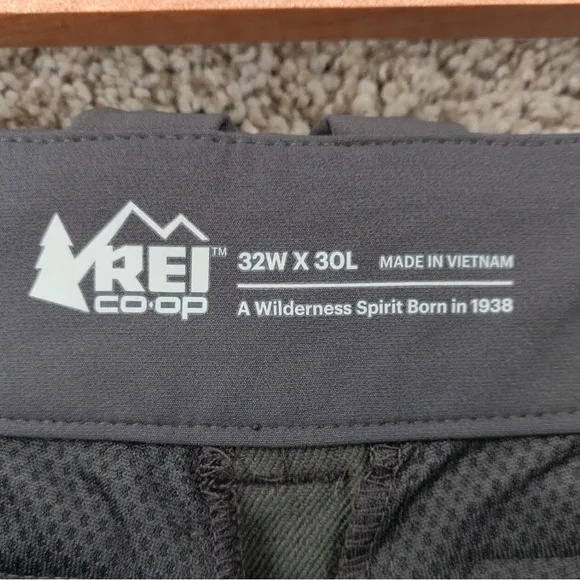 REI™
CO·OP
32W X 30L MADE IN VIETNAM
A Wilderness Spirit Born in 1938